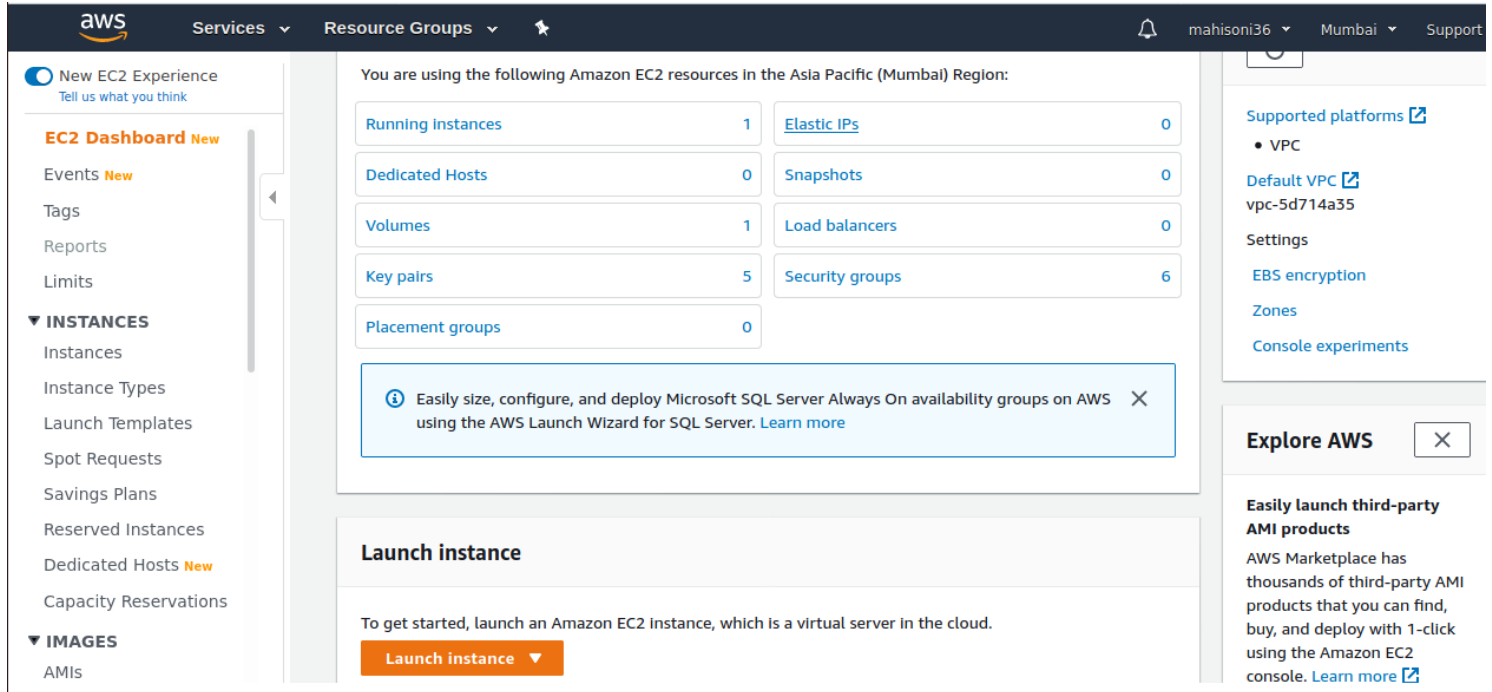 aws
Services
Resource Groups
mahisoni36
Mumbai
Support
New EC2 Experience
Tell us what you think
EC2 Dashboard New
Events New
Tags
Reports
Limits
INSTANCES
Instances
Instance Types
Launch Templates
Spot Requests
Savings Plans
Reserved Instances
Dedicated Hosts New
Capacity Reservations
IMAGES
AMIs
You are using the following Amazon EC2 resources in the Asia Pacific (Mumbai) Region:
Running instances 1
Elastic IPs 0
Dedicated Hosts 0
Snapshots 0
Volumes 1
Load balancers 0
Key pairs 5
Security groups 6
Placement groups 0
Easily size, configure, and deploy Microsoft SQL Server Always On availability groups on AWS
using the AWS Launch Wizard for SQL Server. Learn more
Launch instance
To get started, launch an Amazon EC2 instance, which is a virtual server in the cloud.
Launch instance
Supported platforms
• VPC
Default VPC
vpc-5d714a35
Settings
EBS encryption
Zones
Console experiments
Explore AWS
Easily launch third-party
AMI products
AWS Marketplace has
thousands of third-party AMI
products that you can find,
buy, and deploy with 1-click
using the Amazon EC2
console. Learn more